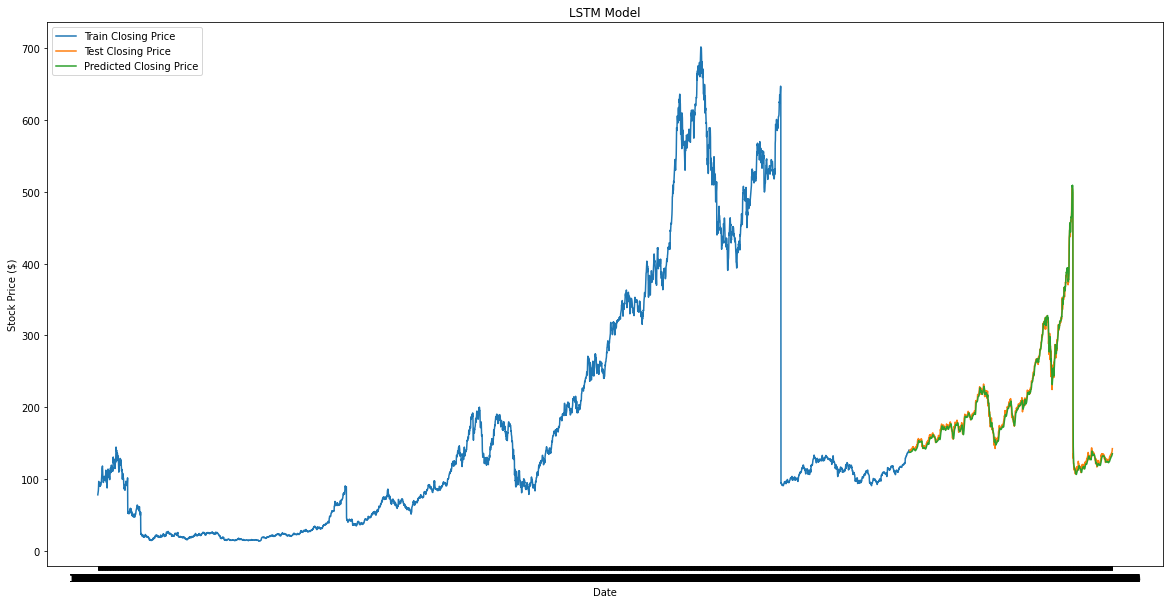 LSTM Model
Train Closing Price
Test Closing Price
Predicted Closing Price
700
600
500
400
300
200
100
0
Stock Price ($)
Date